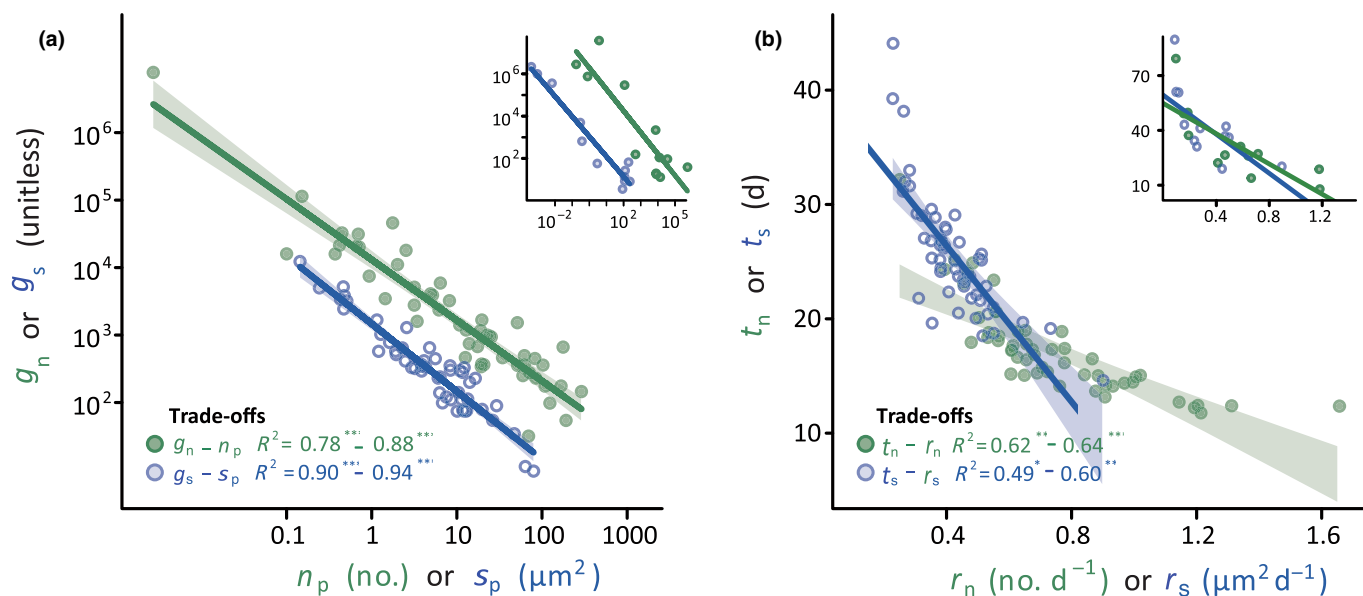 (a)
g_n or g_s (unitless)
10^6
10^5
10^4
10^3
10^2
10^6
10^4
10^2
10^−2
10^2
10^5
Trade-offs
g_n – n_p R^2 = 0.78 ***– 0.88 ***
g_s – s_p R^2 = 0.90 ***– 0.94 ***
0.1 1 10 100 1000
n_p (no.) or s_p (μm^2)
(b)
t_n or t_s (d)
40
30
20
10
70
40
10
0.4 0.8 1.2
Trade-offs
t_n – r_n R^2 = 0.62 ** – 0.64 ***
t_s – r_s R^2 = 0.49 * – 0.60 **
0.4 0.8 1.2 1.6
r_n (no. d^−1) or r_s (μm^2 d^−1)